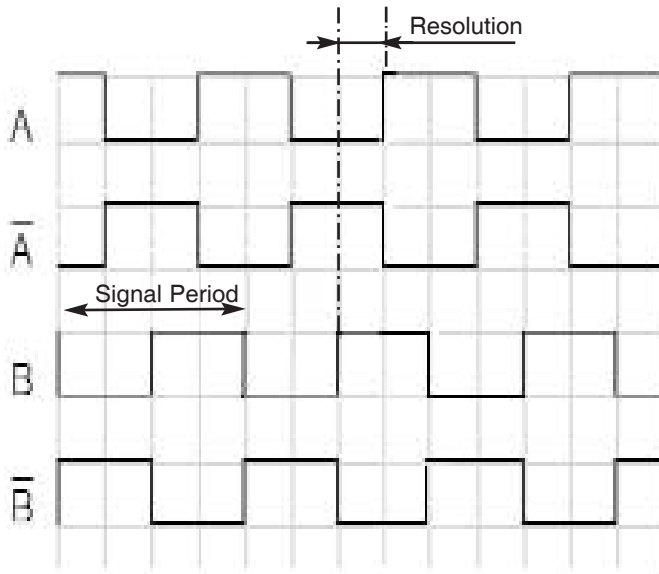 Resolution
A
A̅
Signal Period
B
B̅